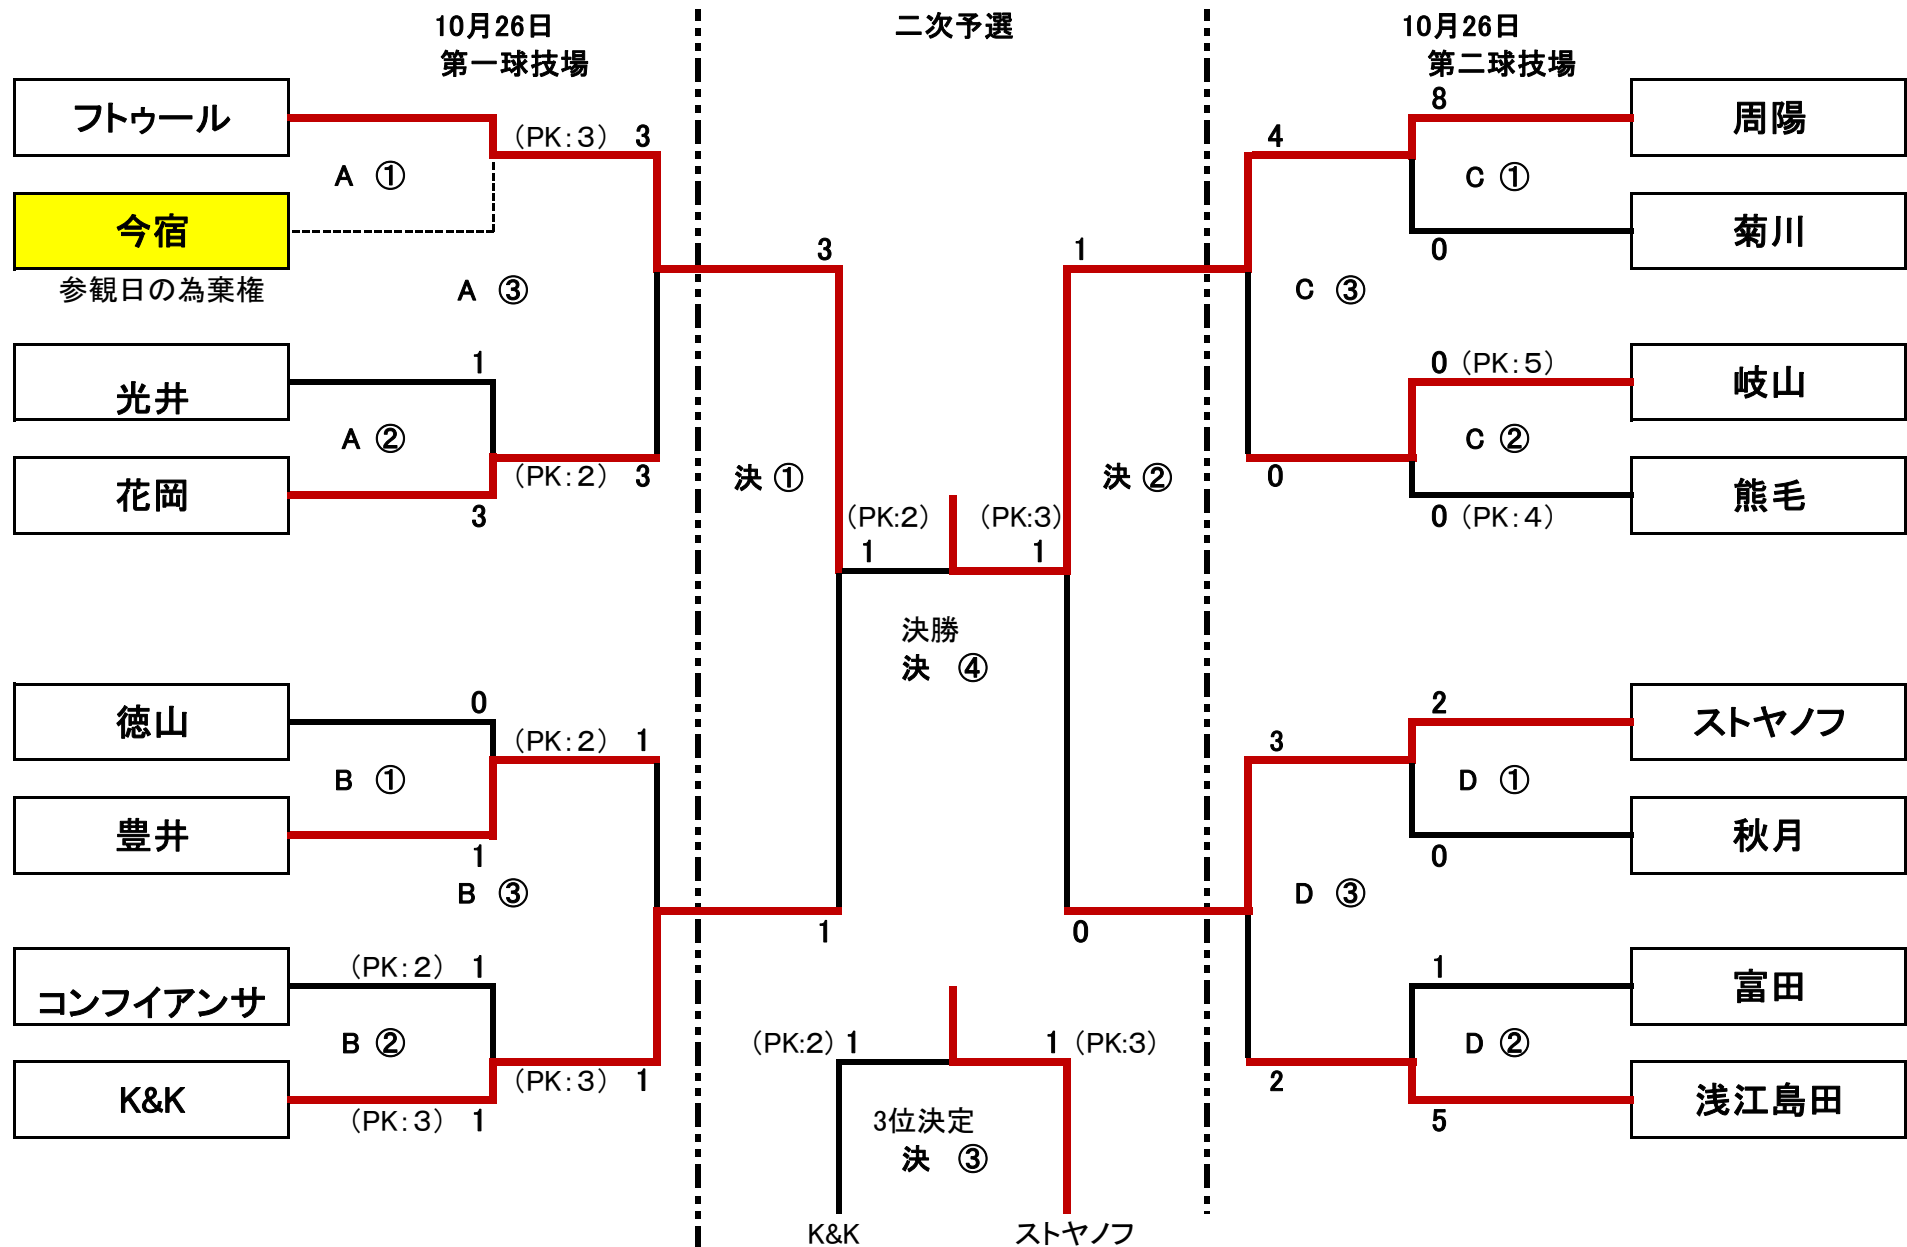 10月26日
第一球技場
二次予選
10月26日
第二球技場
フトゥール
A ①
(PK:3) 3
今宿
参観日の為棄権
A ③
光井
1
A ②
花岡
3
(PK:2) 3
3
決 ①
徳山
0
B ①
豊井
1
(PK:2) 1
B ③
コンフイアンサ
(PK:2) 1
B ②
K&K
(PK:3) 1
(PK:3) 1
1
(PK:2)
1
(PK:3)
1
決勝
決 ④
1
決 ②
0
(PK:2) 1
1 (PK:3)
3位決定
決 ③
K&K
ストヤノフ
8
周陽
4
C ①
菊川
0
C ③
0 (PK:5)
岐山
C ②
熊毛
0
0 (PK:4)
2
ストヤノフ
3
D ①
秋月
0
D ③
1
富田
D ②
2
浅江島田
5